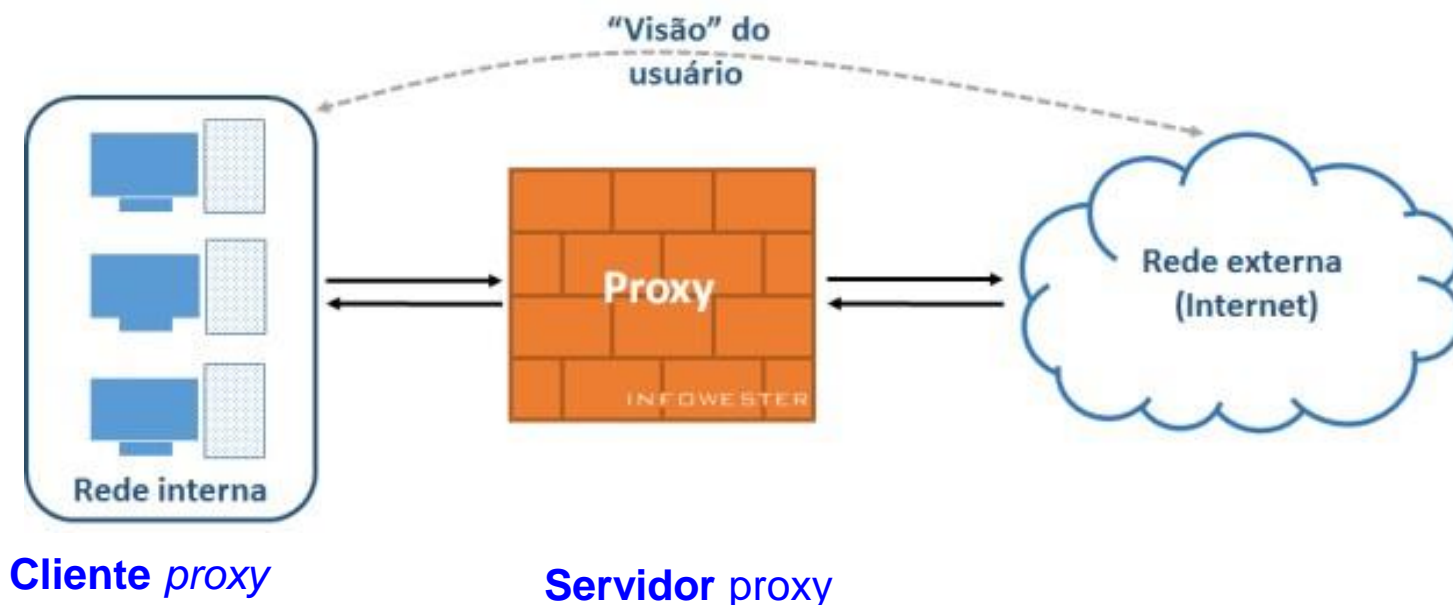 “Visão” do
usuário
Proxy
INFOWESTER
Rede externa
(Internet)
Rede interna
Cliente proxy
Servidor proxy